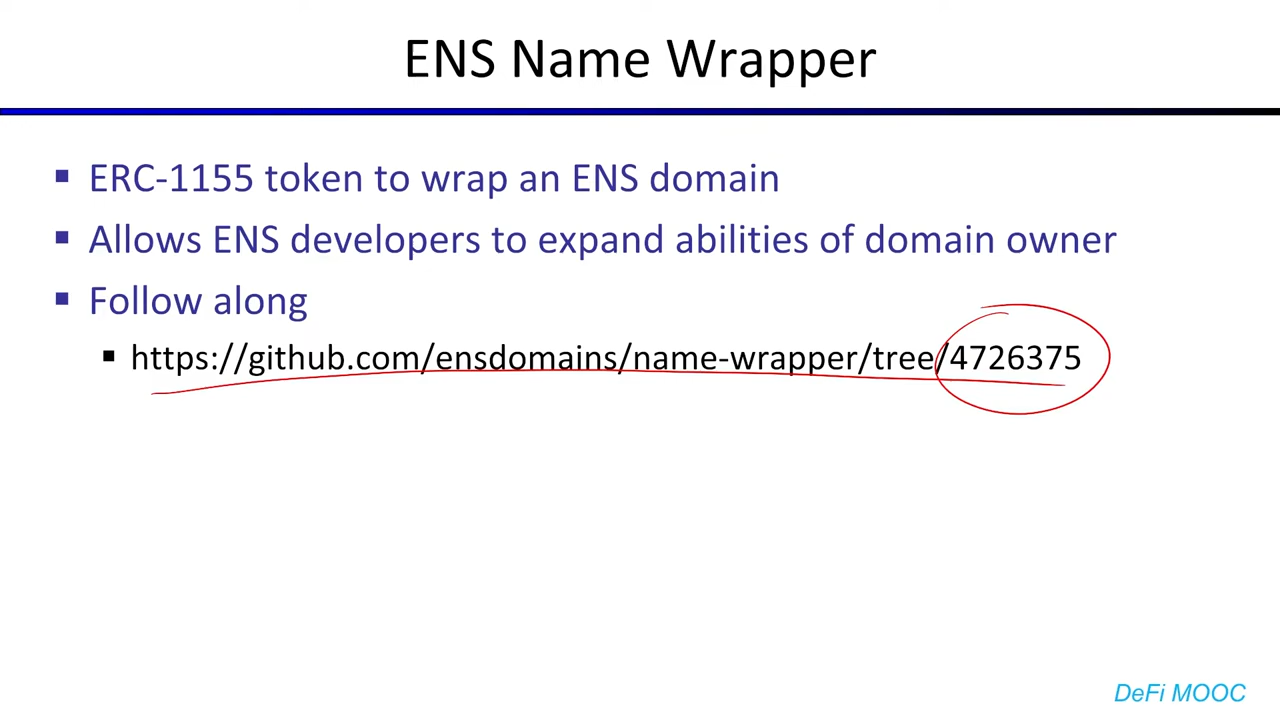 ENS Name Wrapper
▪ ERC-1155 token to wrap an ENS domain
▪ Allows ENS developers to expand abilities of domain owner
▪ Follow along
▪ https://github.com/ensdomains/name-wrapper/tree/4726375
DeFi MOOC